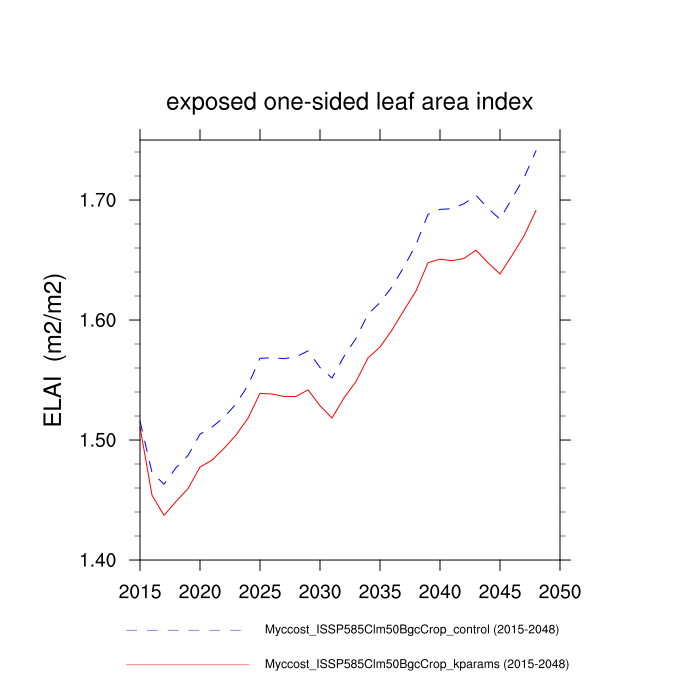 exposed one-sided leaf area index
ELAI (m2/m2)
1.70
1.60
1.50
1.40
2015 2020 2025 2030 2035 2040 2045 2050
Myccost_ISSP585Clm50BgcCrop_control (2015-2048)
Myccost_ISSP585Clm50BgcCrop_kparams (2015-2048)